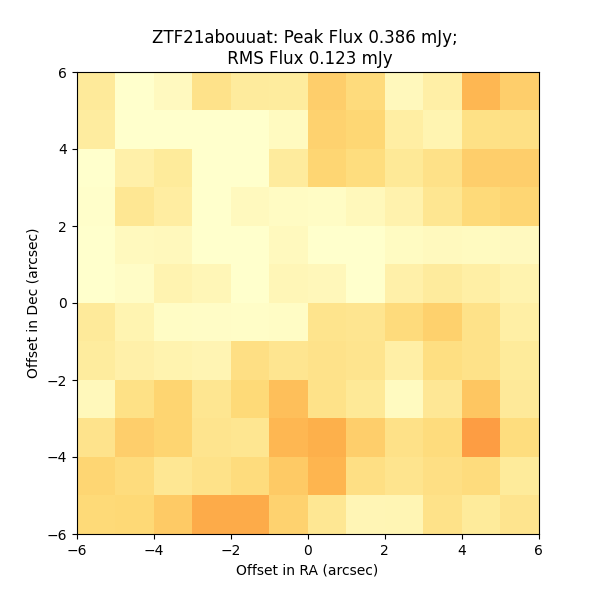 ZTF21abouuat: Peak Flux 0.386 mJy;
RMS Flux 0.123 mJy
6
4
2
0
−2
−4
−6
Offset in Dec (arcsec)
−6 −4 −2 0 2 4 6
Offset in RA (arcsec)